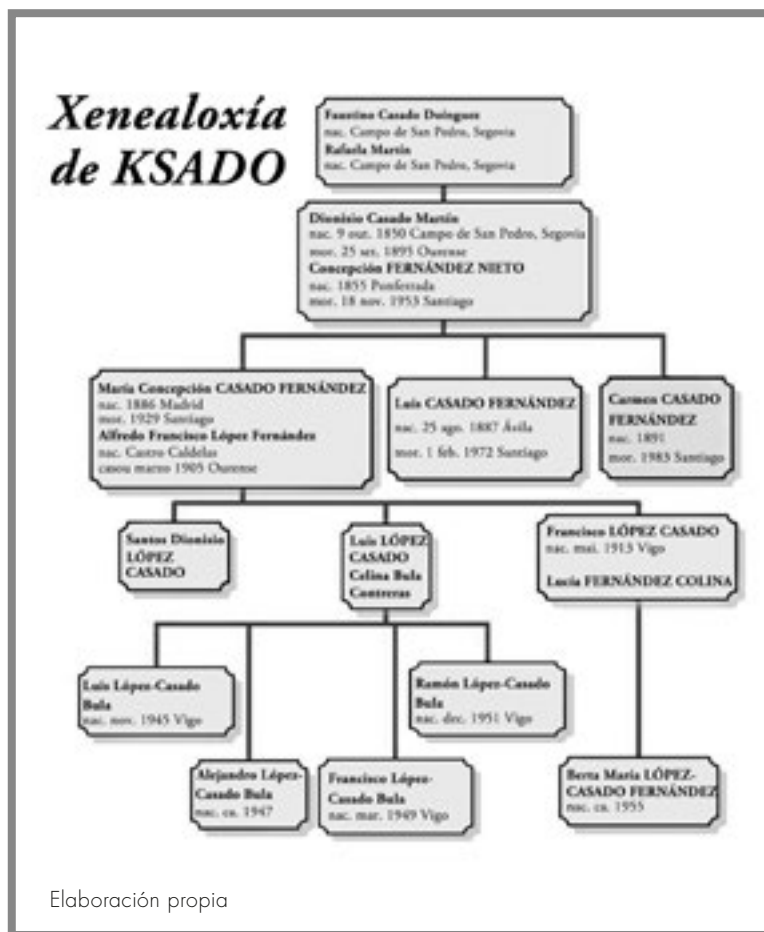 Xenealoxía
de KSADO
Faustino Casado Duínguez
nac. Campo de San Pedro, Segovia
Rafaela Martín
nac. Campo de San Pedro, Segovia
Dionisio Casado Martín
nac. 9 out. 1850 Campo de San Pedro, Segovia
mor. 25 set. 1895 Ourense
Concepción FERNÁNDEZ NIETO
nac. 1855 Ponferrada
mor. 18 nov. 1953 Santiago
María Concepción CASADO FERNÁNDEZ
nac. 1886 Madrid
mor. 1929 Santiago
Alfredo Francisco López Fernández
nac. Castro Caldelas
casou marzo 1905 Ourense
Luis CASADO FERNÁNDEZ
nac. 25 ago. 1887 Ávila
mor. 1 feb. 1972 Santiago
Carmen CASADO
FERNÁNDEZ
nac. 1891
mor. 1983 Santiago
Santos Dionisio
LÓPEZ
CASADO
Luis LÓPEZ
CASADO
Celina Bula
Contreras
Francisco LÓPEZ CASADO
nac. mai. 1913 Vigo
Lucía FERNÁNDEZ COLINA
Luis López-Casado
Bula
nac. nov. 1945 Vigo
Ramón López-Casado
Bula
nac. dec. 1951 Vigo
Alejandro López-
Casado Bula
nac. ca. 1947
Francisco López-
Casado Bula
nac. mar. 1949 Vigo
Berta María LÓPEZ-
CASADO FERNÁNDEZ
nac. ca. 1955
Elaboración propia